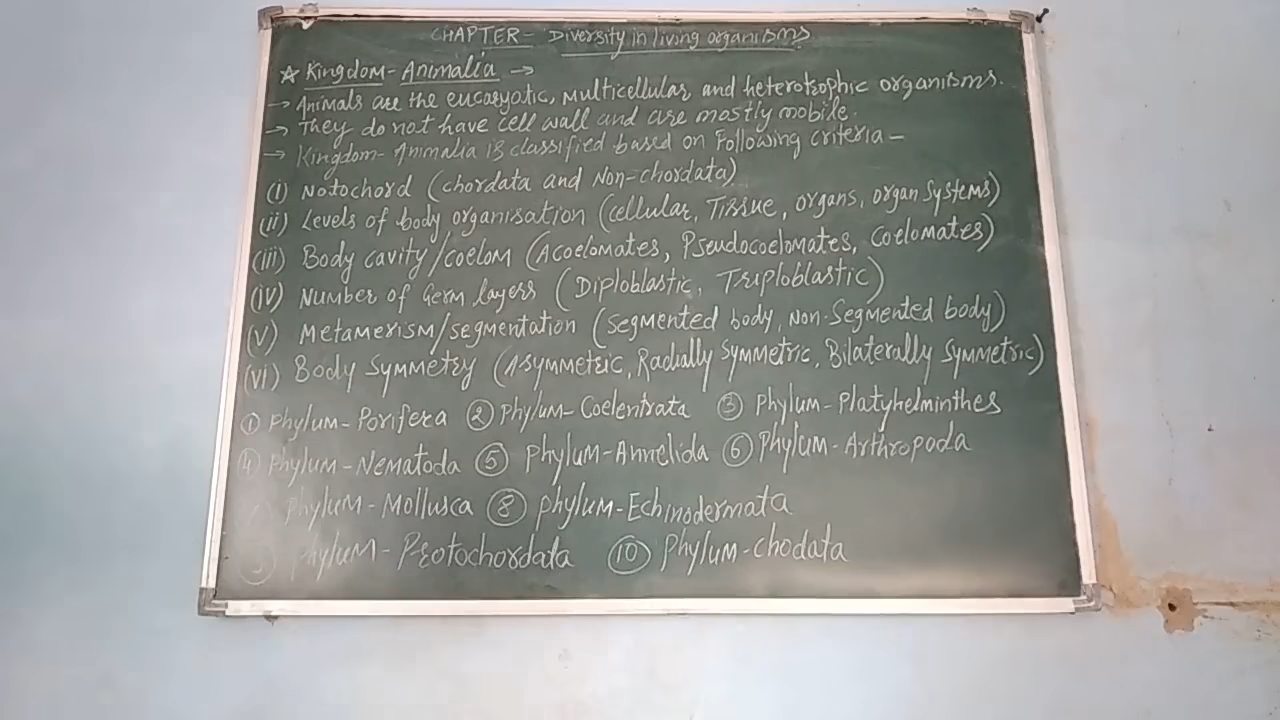 CHAPTER- Diversity in living organisms
☆ Kingdom- Animalia →
→ Animals are the eucaryotic, multicellular and heterotrophic organisms.
→ They do not have cell wall and are mostly mobile.
→ Kingdom- Animalia is classified based on Following criteria -
(i) Notochord (chordata and Non-chordata)
(ii) Levels of body organisation (cellular, Tissue, organs, organ systems)
(iii) Body cavity/coelom (Acoelomates, Pseudocoelomates, Coelomates)
(iv) Number of Germ layers (Diploblastic, Triploblastic)
(v) Metamerism/segmentation (segmented body, Non-Segmented body)
(vi) Body Symmetry (Asymmetric, Radially Symmetric, Bilaterally Symmetric)
① Phylum- Porifera ② Phylum- Coelentrata ③ Phylum- Platyhelminthes
④ Phylum- Nematoda ⑤ Phylum- Annelida ⑥ Phylum- Arthropoda
Phylum- Mollusca ⑧ Phylum- Echinodermata
Phylum- Protochordata ⑩ Phylum- chodata